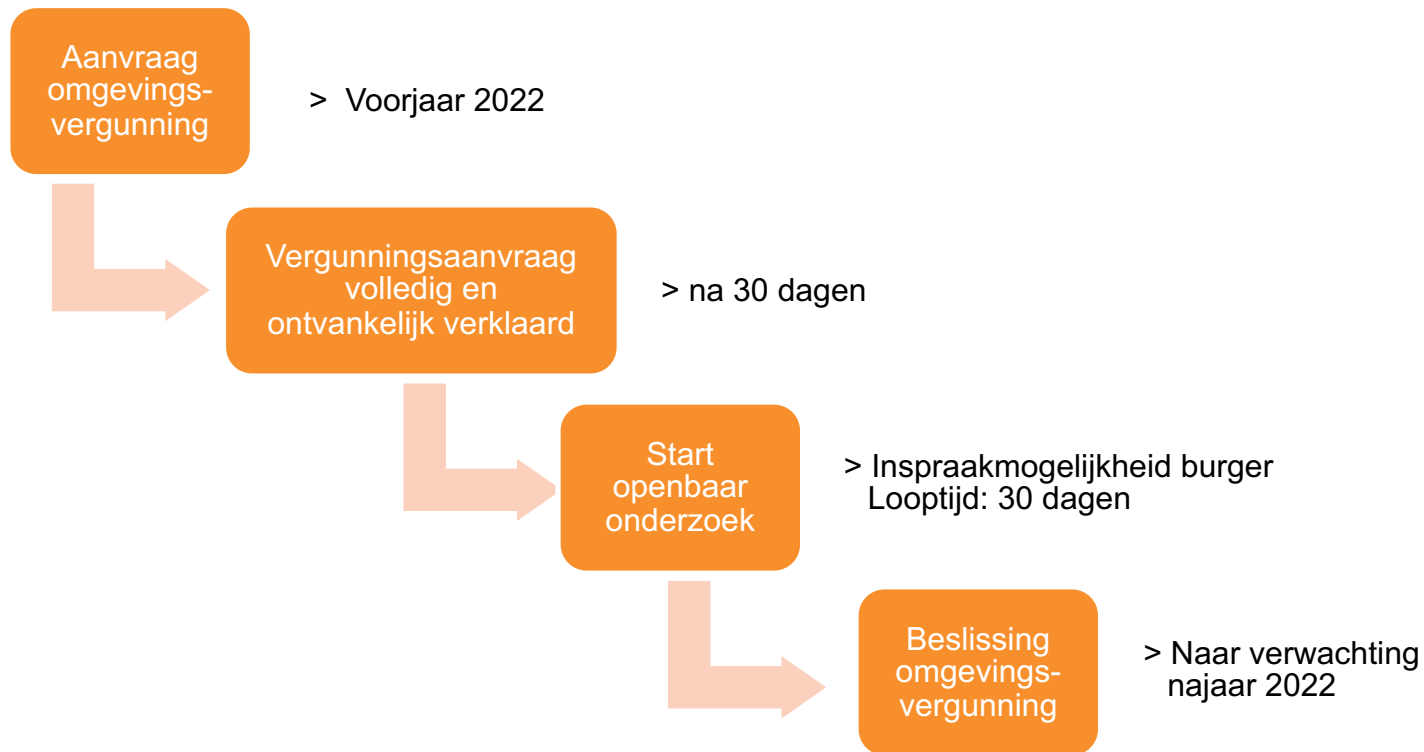 Aanvraag
omgevings-
vergunning
> Voorjaar 2022
Vergunningsaanvraag
volledig en
ontvankelijk verklaard
> na 30 dagen
Start
openbaar
onderzoek
> Inspraakmogelijkheid burger
Looptijd: 30 dagen
Beslissing
omgevings-
vergunning
> Naar verwachting
najaar 2022